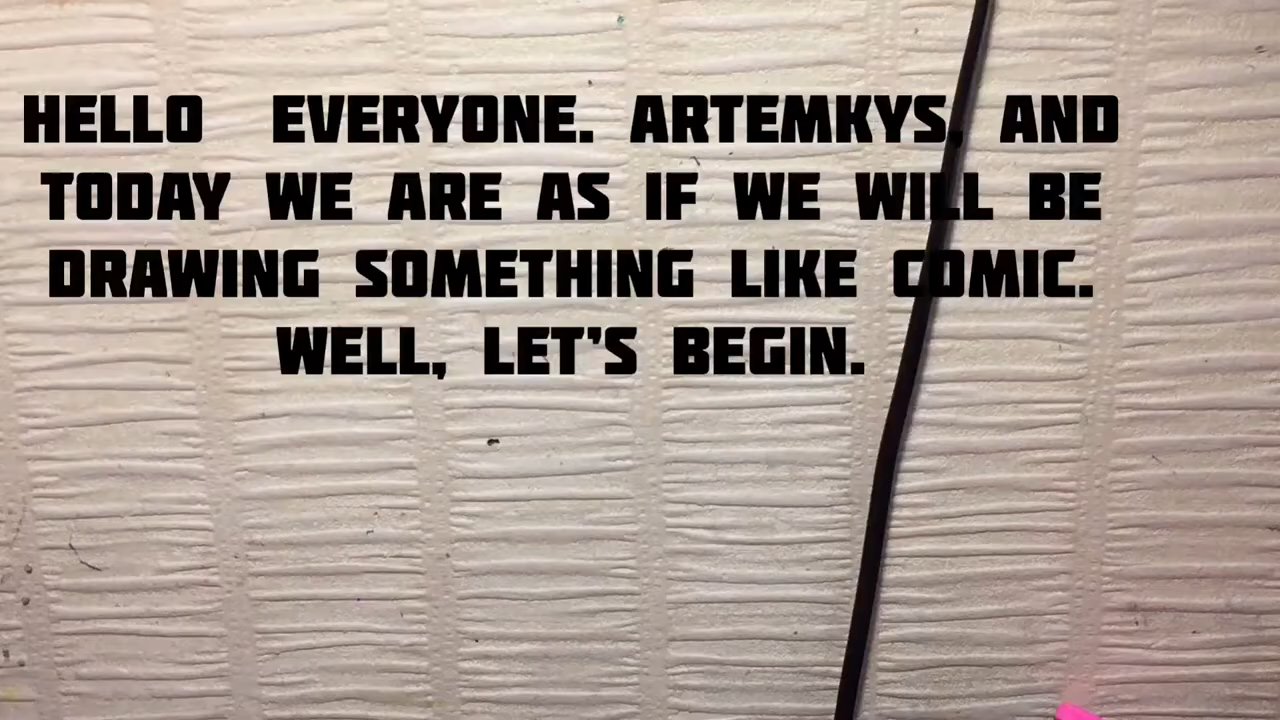 HELLO EVERYONE. ARTEMKYS, AND
TODAY WE ARE AS IF WE WILL BE
DRAWING SOMETHING LIKE COMIC.
WELL, LET'S BEGIN.